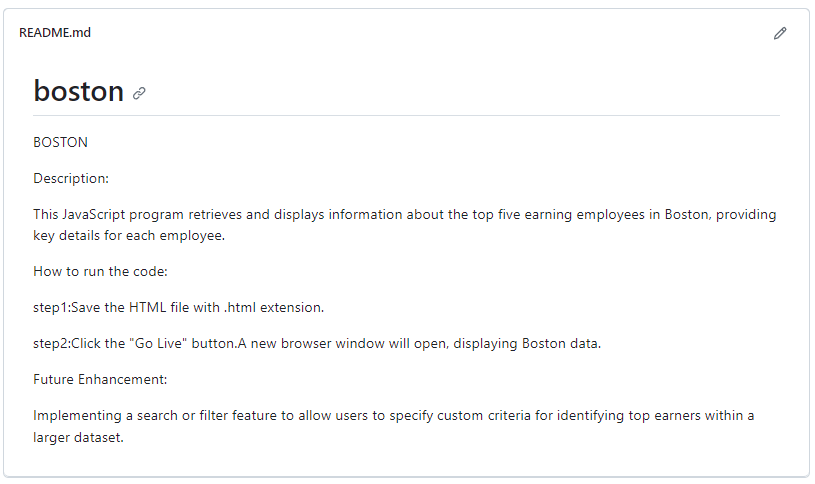 README.md
boston
BOSTON
Description:
This JavaScript program retrieves and displays information about the top five earning employees in Boston, providing
key details for each employee.
How to run the code:
step1:Save the HTML file with .html extension.
step2:Click the "Go Live" button.A new browser window will open, displaying Boston data.
Future Enhancement:
Implementing a search or filter feature to allow users to specify custom criteria for identifying top earners within a
larger dataset.